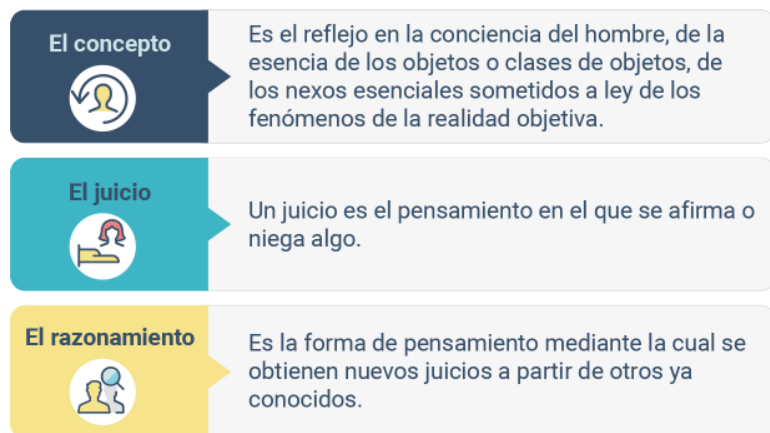 El concepto
Es el reflejo en la conciencia del hombre, de la
esencia de los objetos o clases de objetos, de
los nexos esenciales sometidos a ley de los
fenómenos de la realidad objetiva.
El juicio
Un juicio es el pensamiento en el que se afirma o
niega algo.
El razonamiento
Es la forma de pensamiento mediante la cual se
obtienen nuevos juicios a partir de otros ya
conocidos.